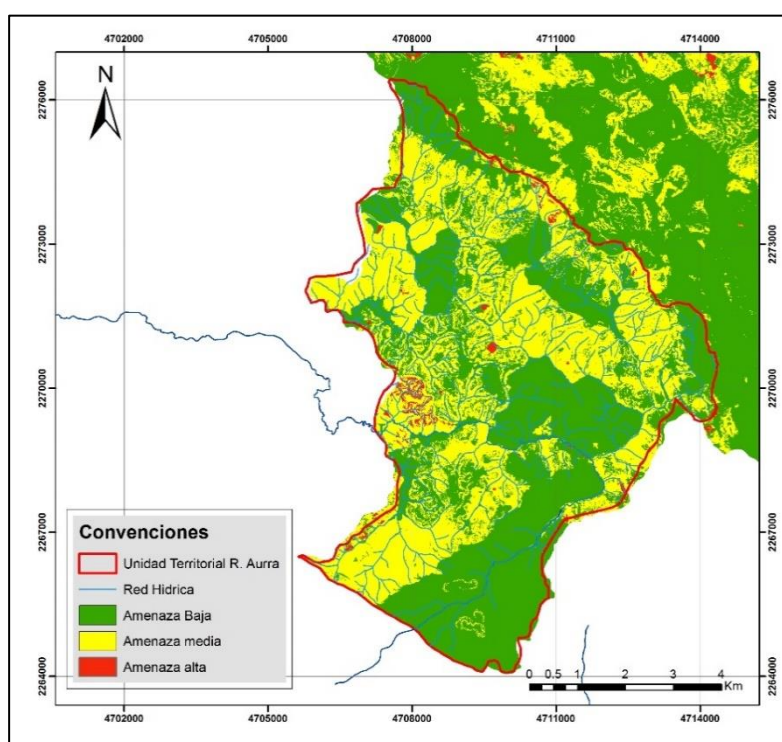 4702000 4705000 4708000 4711000 4714000
N
2276000 2276000
2273000 2273000
2270000 2270000
2267000 2267000
Convenciones
Unidad Territorial R. Aurra
Red Hidrica
Amenaza Baja
Amenaza media
Amenaza alta
2264000 2264000
0 0.5 1 2 3 4
Km
4702000 4705000 4708000 4711000 4714000